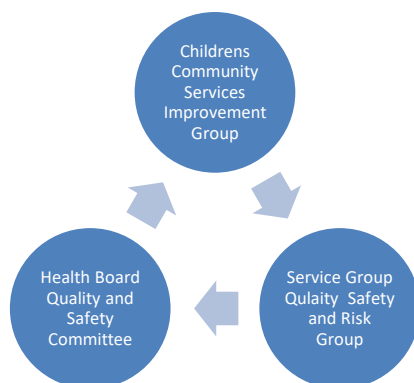 Childrens
Community
Services
Improvement
Group
Service Group
Qulaity Safety
and Risk
Group
Health Board
Quality and
Safety
Committee